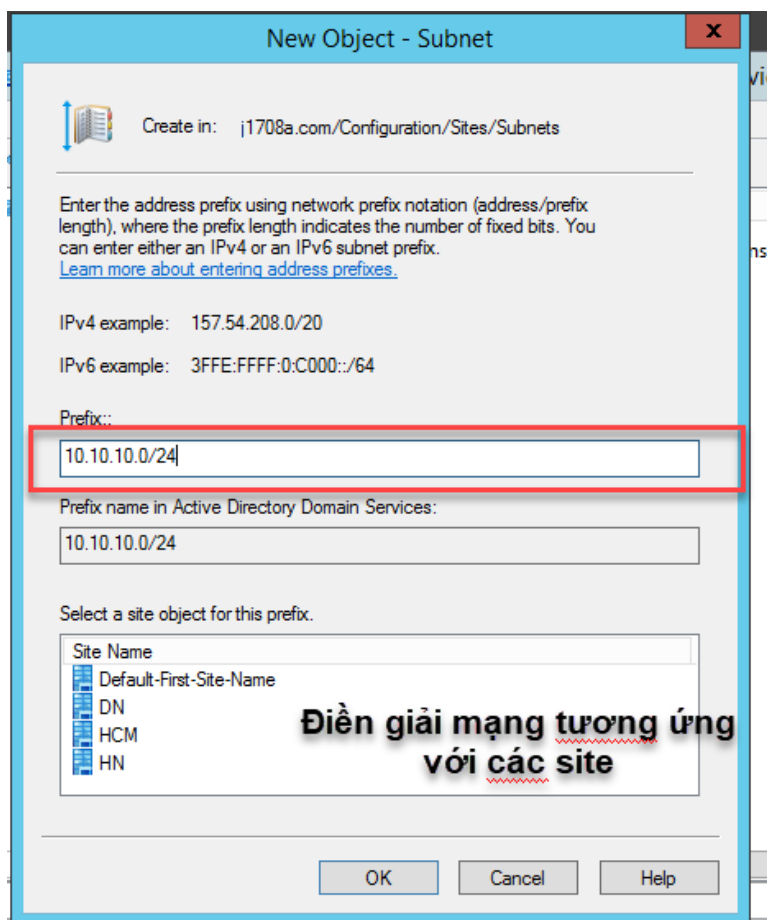 New Object - Subnet
x
Create in: j1708a.com/Configuration/Sites/Subnets
Enter the address prefix using network prefix notation (address/prefix
length), where the prefix length indicates the number of fixed bits. You
can enter either an IPv4 or an IPv6 subnet prefix.
Learn more about entering address prefixes.
IPv4 example: 157.54.208.0/20
IPv6 example: 3FFE:FFFF:0:C000::/64
Prefix::
10.10.10.0/24
Prefix name in Active Directory Domain Services:
10.10.10.0/24
Select a site object for this prefix.
Site Name
Default-First-Site-Name
DN
HCM
HN
Điền giải mạng tương ứng
với các site
OK Cancel Help